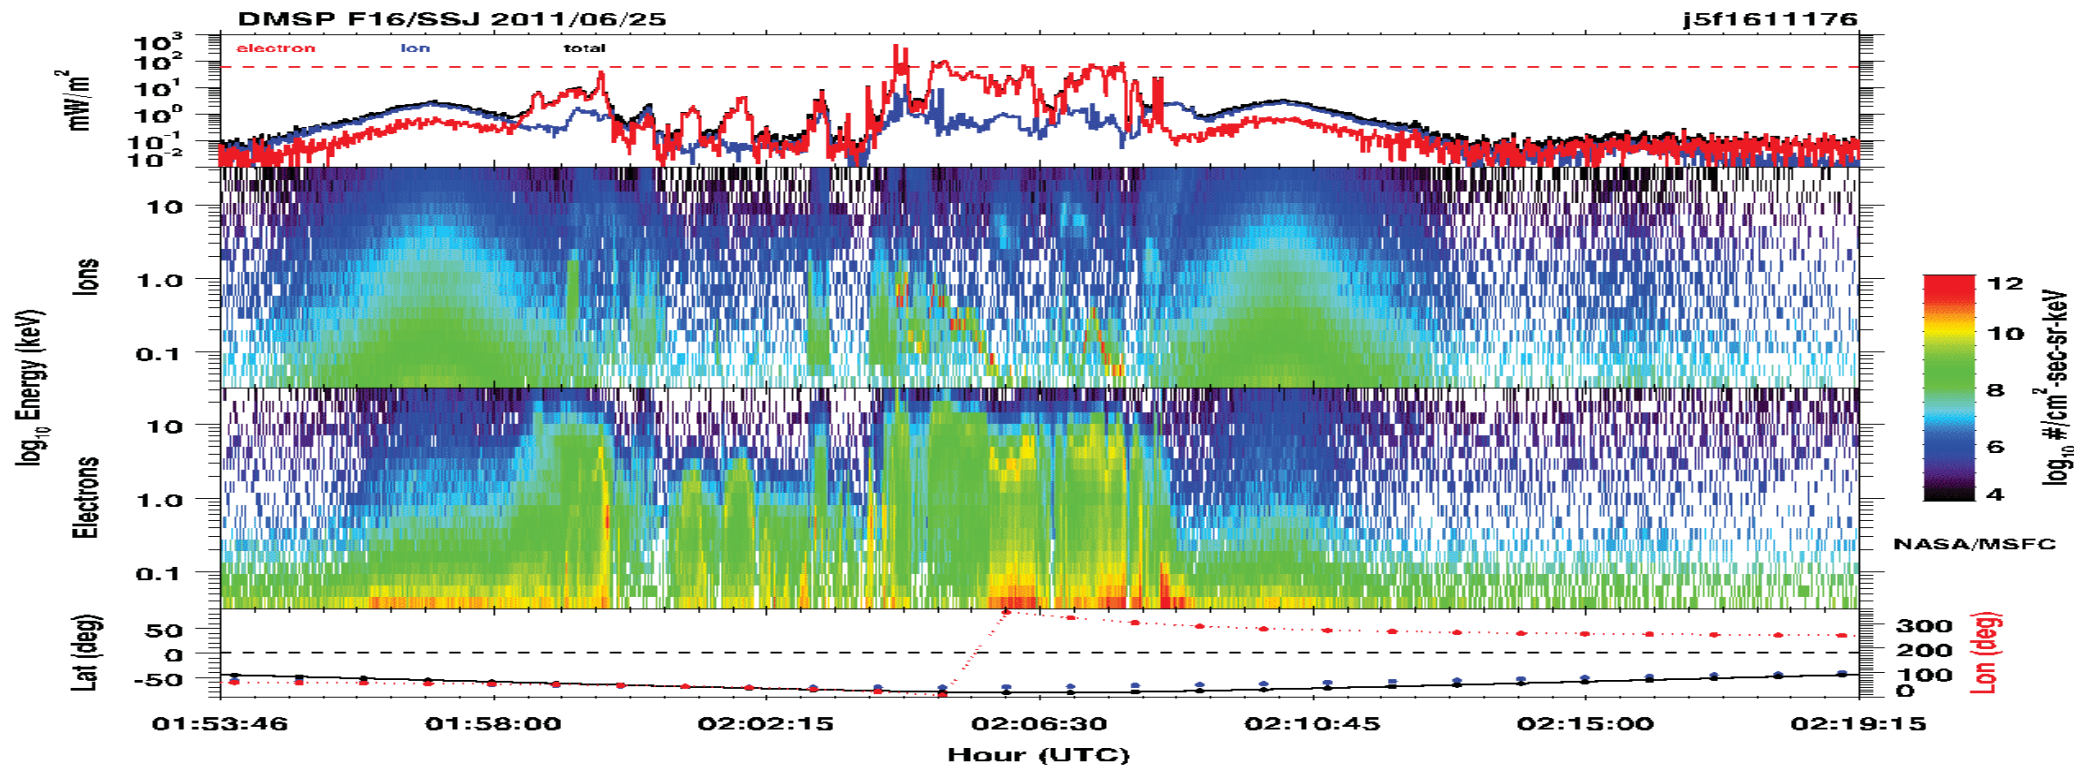 DMSP F16/SSJ 2011/06/25
j5f1611176
electron Ion total
mW/m²
10³
10²
10¹
10⁰
10⁻¹
10⁻²
log₁₀ Energy (keV)
Ions
10
1.0
0.1
Electrons
10
1.0
0.1
12
10
8
6
4
log₁₀ #/cm²-sec-sr-keV
NASA/MSFC
Lat (deg)
50
0
-50
300
200
100
0
Lon (deg)
01:53:46 01:58:00 02:02:15 02:06:30 02:10:45 02:15:00 02:19:15
Hour (UTC)